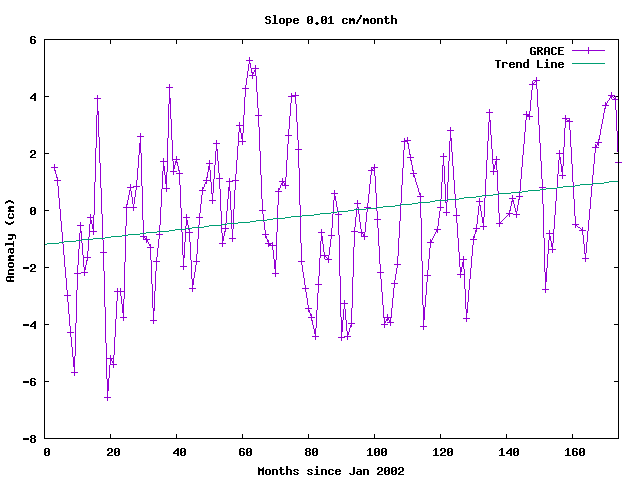 Slope 0.01 cm/month
GRACE
Trend Line
6
4
2
0
-2
-4
-6
-8
Anomaly (cm)
0 20 40 60 80 100 120 140 160
Months since Jan 2002